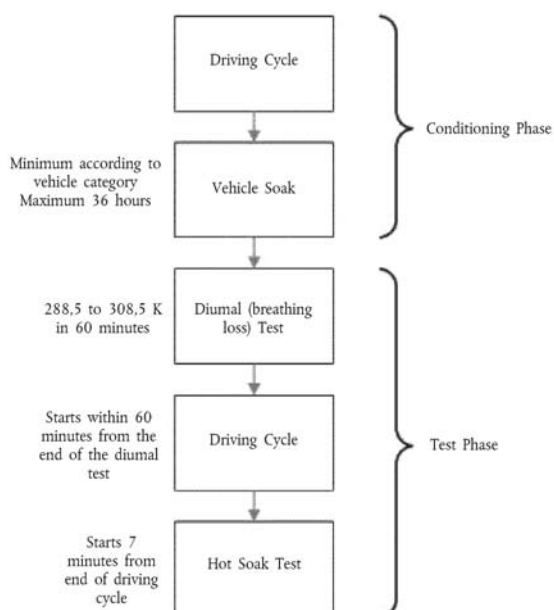 Driving Cycle
Conditioning Phase
Minimum according to
vehicle category
Maximum 36 hours
Vehicle Soak
288,5 to 308,5 K
in 60 minutes
Diumal (breathing
loss) Test
Starts within 60
minutes from the
end of the diumal
test
Driving Cycle
Test Phase
Starts 7
minutes from
end of driving
cycle
Hot Soak Test